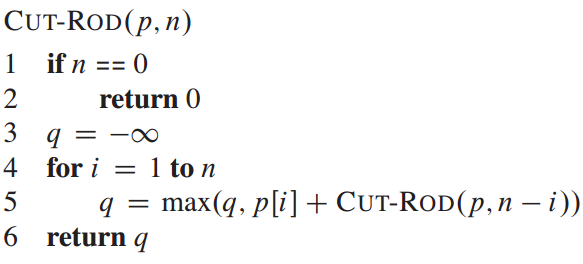 CUT-ROD(p, n)
1 if n == 0
2 return 0
3 q = −∞
4 for i = 1 to n
5 q = max(q, p[i] + CUT-ROD(p, n − i))
6 return q